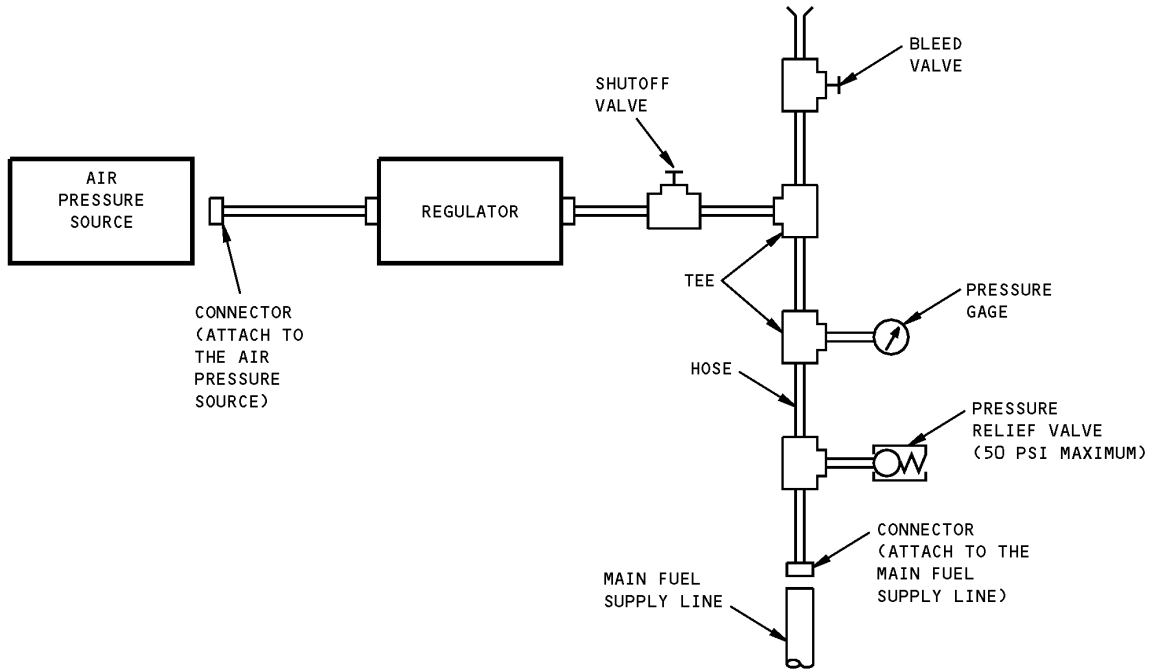 BLEED
VALVE
SHUTOFF
VALVE
AIR
PRESSURE
SOURCE
REGULATOR
TEE
PRESSURE
GAGE
CONNECTOR
(ATTACH TO
THE AIR
PRESSURE
SOURCE)
HOSE
PRESSURE
RELIEF VALVE
(50 PSI MAXIMUM)
CONNECTOR
(ATTACH TO THE
MAIN FUEL
SUPPLY LINE)
MAIN FUEL
SUPPLY LINE